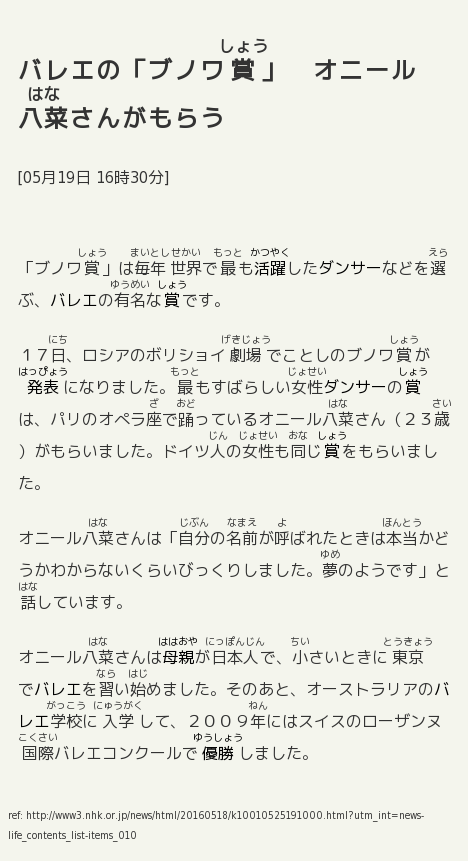 バレエの「ブノワ賞」　オニール
八菜さんがもらう
[05月19日 16時30分]
「ブノワ賞」は毎年世界で最も活躍したダンサーなどを選
ぶ、バレエの有名な賞です。
１７日、ロシアのボリショイ劇場でことしのブノワ賞が
発表になりました。最もすばらしい女性ダンサーの賞
は、パリのオペラ座で踊っているオニール八菜さん（２３歳
）がもらいました。ドイツ人の女性も同じ賞をもらいまし
た。
オニール八菜さんは「自分の名前が呼ばれたときは本当かど
うかわからないくらいびっくりしました。夢のようです」と
話しています。
オニール八菜さんは母親が日本人で、小さいときに東京
でバレエを習い始めました。そのあと、オーストラリアのバ
レエ学校に入学して、２００９年にはスイスのローザンヌ
国際バレエコンクールで優勝しました。
ref: http://www3.nhk.or.jp/news/html/20160518/k10010525191000.html?utm_int=news-
life_contents_list-items_010